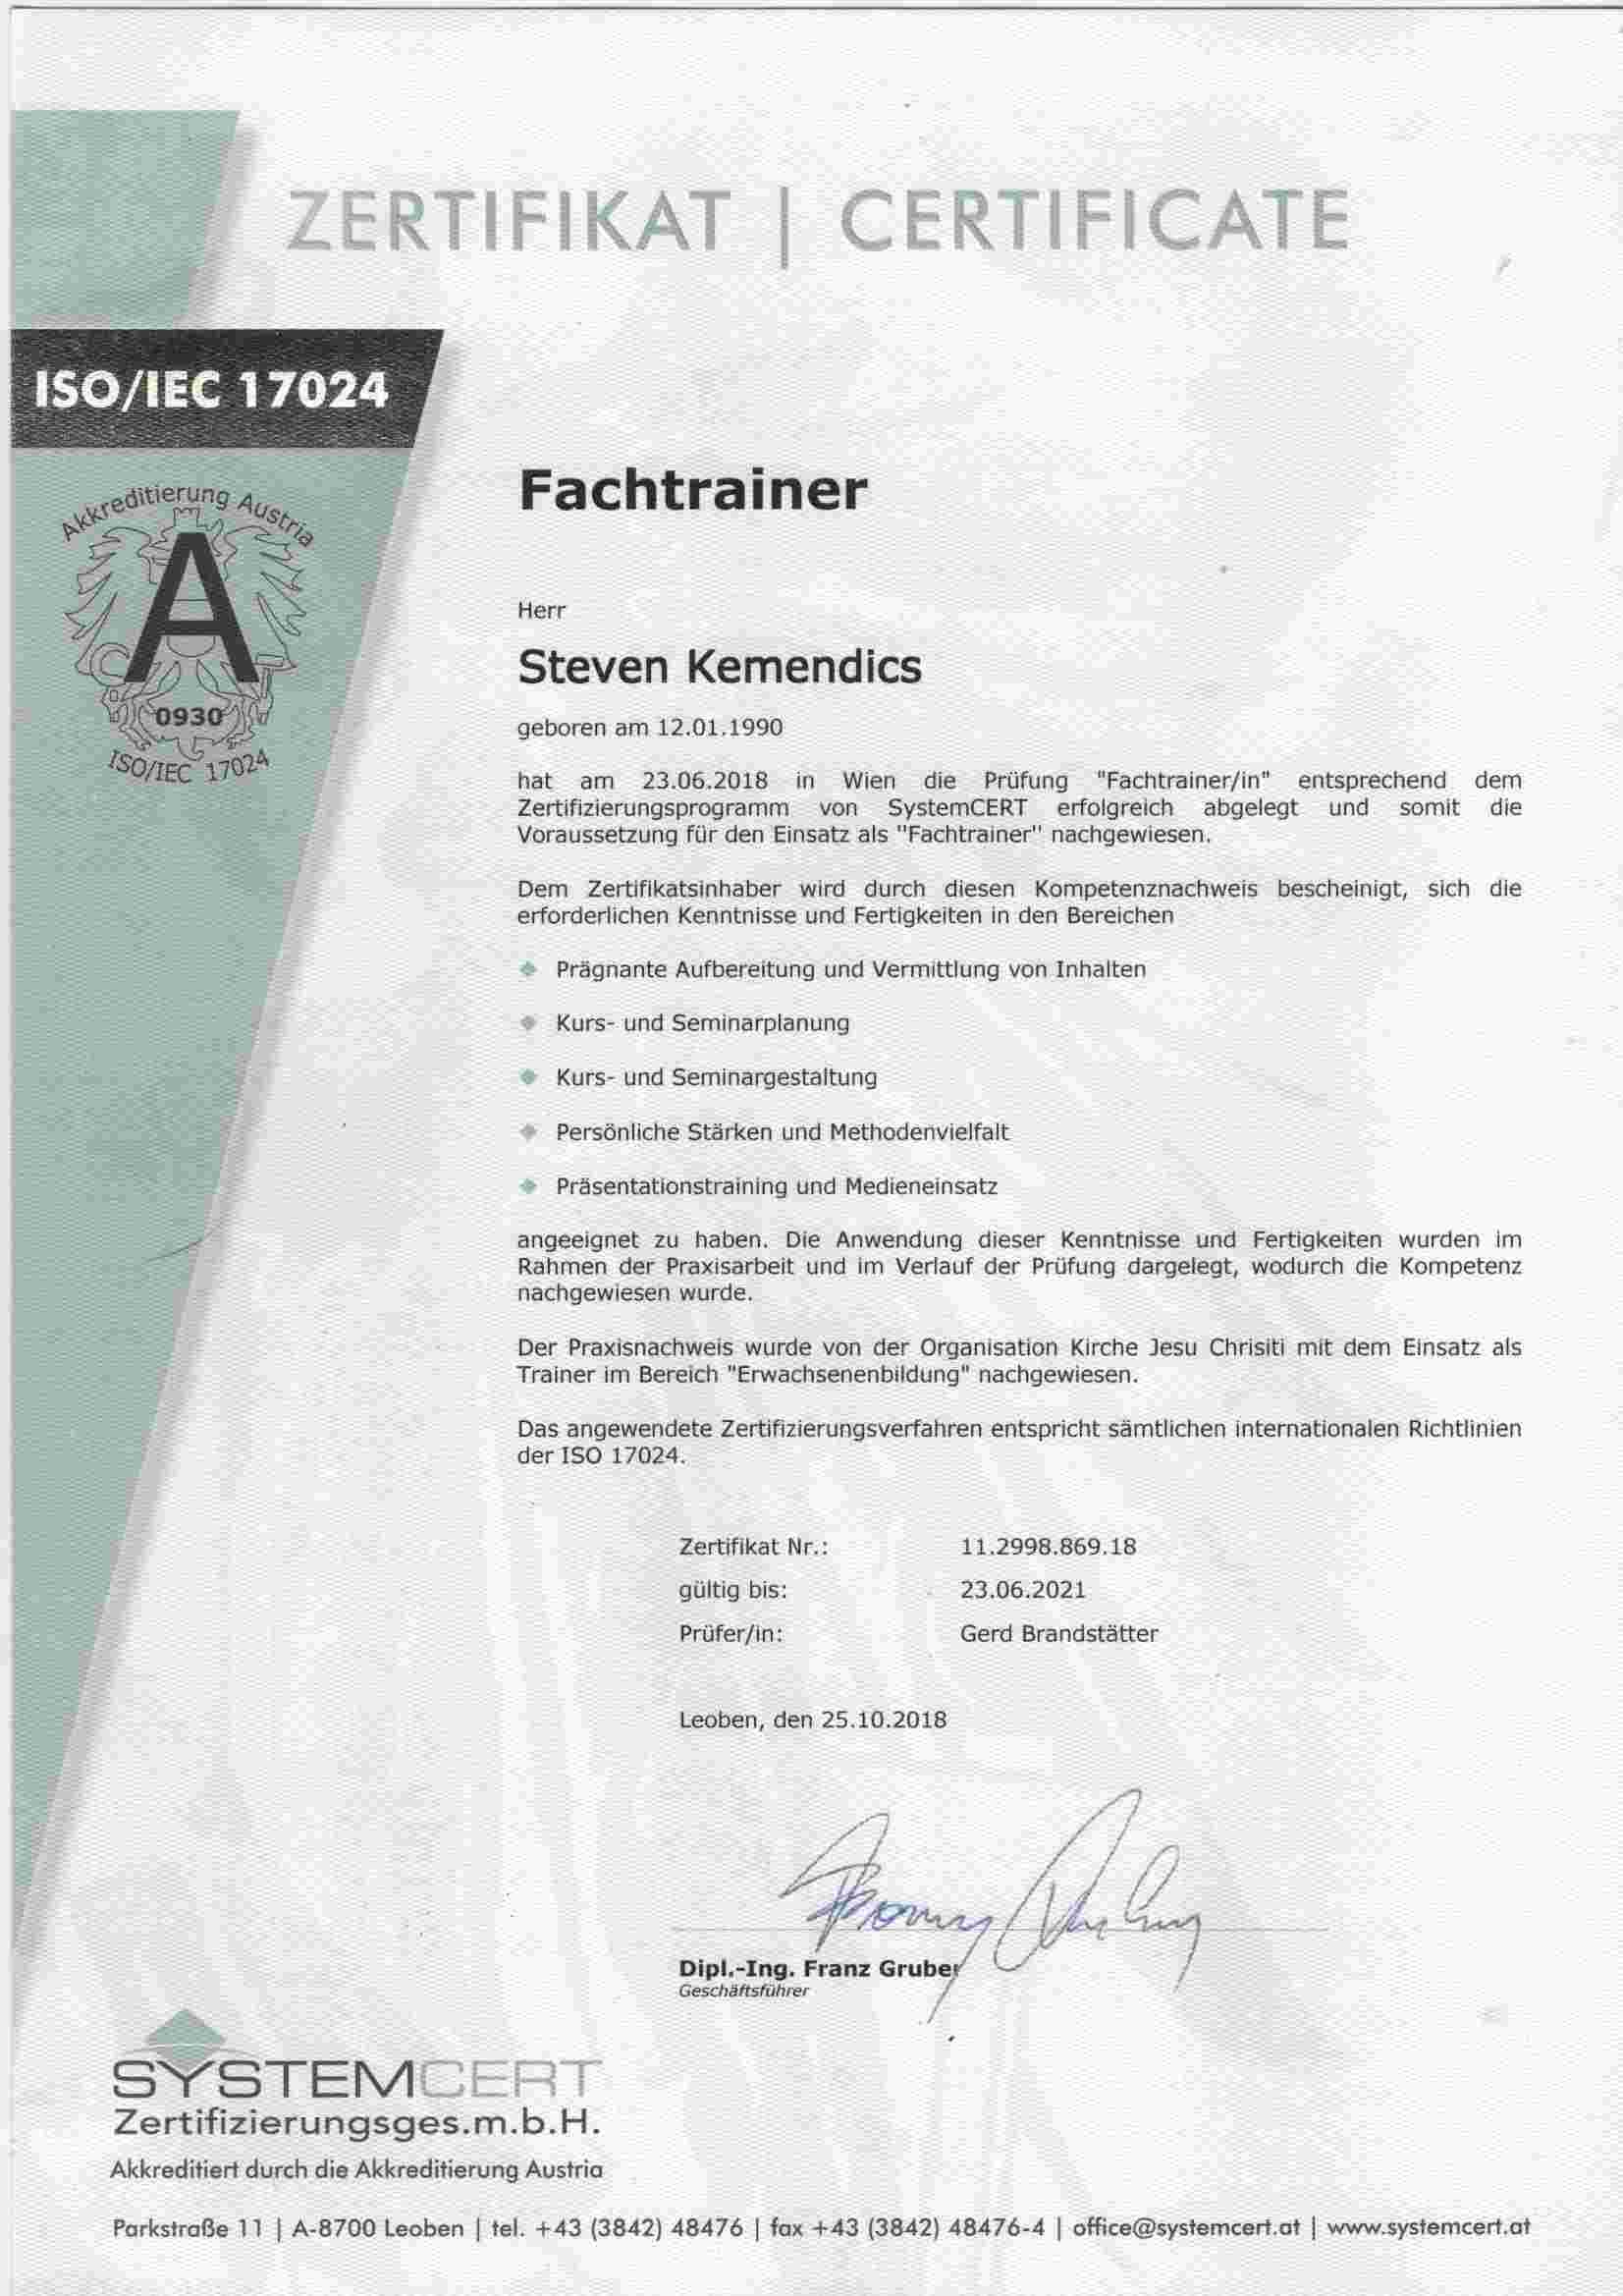 ZERTIFIKAT | CERTIFICATE
ISO/IEC 17024
Akkreditierung Austria
A
0930
ISO/IEC 17024
Fachtrainer
Herr
Steven Kemendics
geboren am 12.01.1990
hat am 23.06.2018 in Wien die Prüfung "Fachtrainer/in" entsprechend dem
Zertifizierungsprogramm von SystemCERT erfolgreich abgelegt und somit die
Voraussetzung für den Einsatz als "Fachtrainer" nachgewiesen.
Dem Zertifikatsinhaber wird durch diesen Kompetenznachweis bescheinigt, sich die
erforderlichen Kenntnisse und Fertigkeiten in den Bereichen
Prägnante Aufbereitung und Vermittlung von Inhalten
Kurs- und Seminarplanung
Kurs- und Seminargestaltung
Persönliche Stärken und Methodenvielfalt
Präsentationstraining und Medieneinsatz
angeeignet zu haben. Die Anwendung dieser Kenntnisse und Fertigkeiten wurden im
Rahmen der Praxisarbeit und im Verlauf der Prüfung dargelegt, wodurch die Kompetenz
nachgewiesen wurde.
Der Praxisnachweis wurde von der Organisation Kirche Jesu Chrisiti mit dem Einsatz als
Trainer im Bereich "Erwachsenenbildung" nachgewiesen.
Das angewendete Zertifizierungsverfahren entspricht sämtlichen internationalen Richtlinien
der ISO 17024.
Zertifikat Nr.: 11.2998.869.18
gültig bis: 23.06.2021
Prüfer/in: Gerd Brandstätter
Leoben, den 25.10.2018
Dipl.-Ing. Franz Gruber
Geschäftsführer
SYSTEMCERT
Zertifizierungsges.m.b.H.
Akkreditiert durch die Akkreditierung Austria
Parkstraße 11 | A-8700 Leoben | tel. +43 (3842) 48476 | fax +43 (3842) 48476-4 | office@systemcert.at | www.systemcert.at